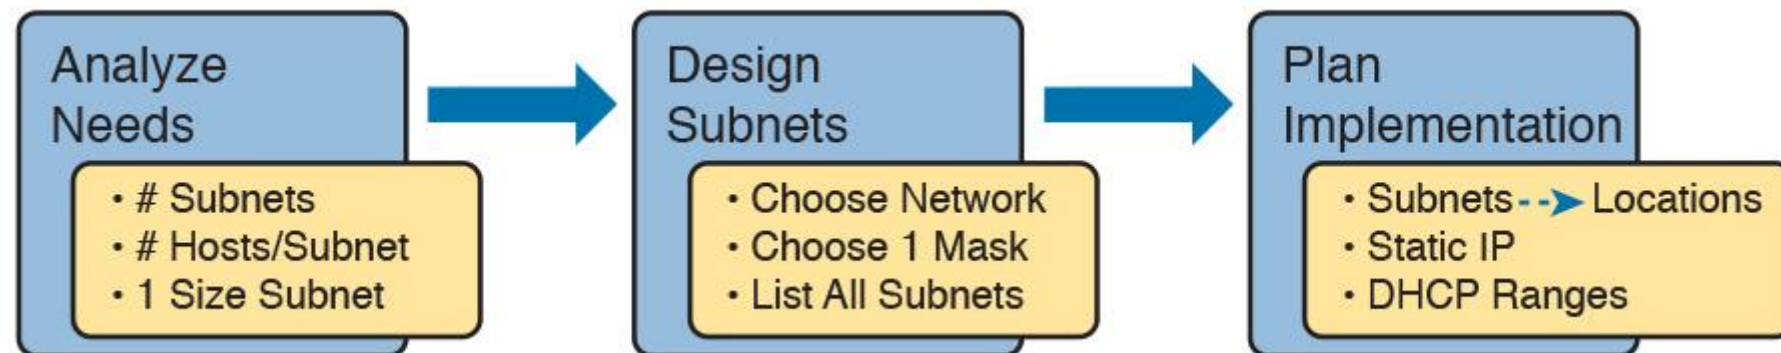 Analyze
Needs
• # Subnets
• # Hosts/Subnet
• 1 Size Subnet
Design
Subnets
• Choose Network
• Choose 1 Mask
• List All Subnets
Plan
Implementation
• Subnets Locations
• Static IP
• DHCP Ranges